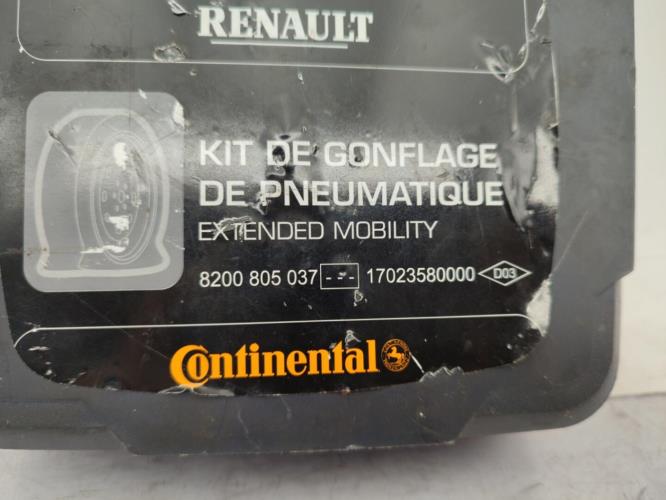 RENAULT
KIT DE GONFLAGE
DE PNEUMATIQUE
EXTENDED MOBILITY
8200 805 037 --- 17023580000 D03
Continental